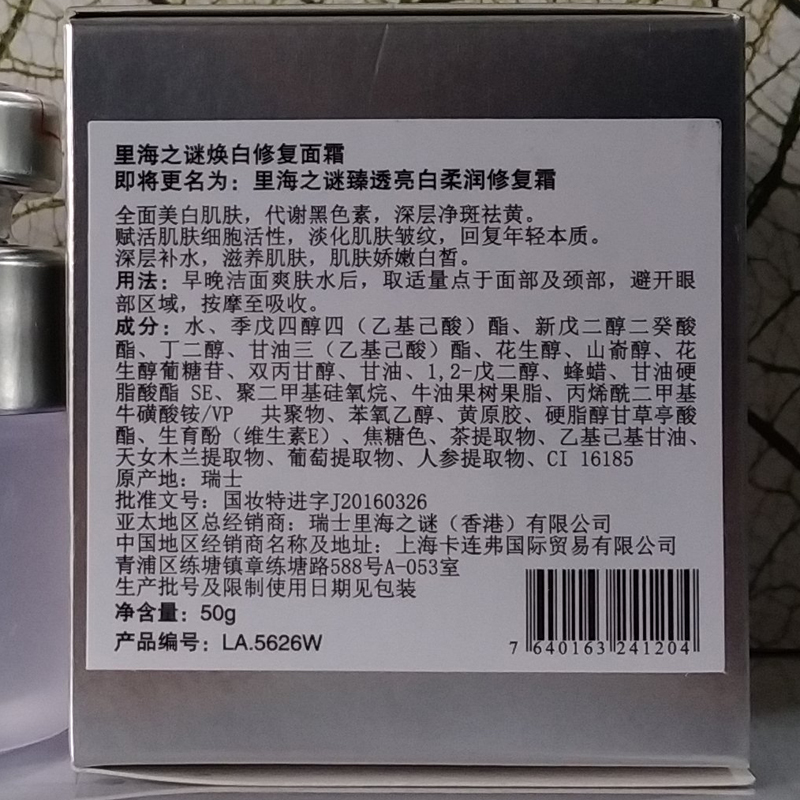 里海之谜焕白修复面霜
即将更名为：里海之谜臻透亮白柔润修复霜
全面美白肌肤，代谢黑色素，深层净斑祛黄。
赋活肌肤细胞活性，淡化肌肤皱纹，回复年轻本质。
深层补水，滋养肌肤，肌肤娇嫩白皙。
用法：早晚洁面爽肤水后，取适量点于面部及颈部，避开眼
部区域，按摩至吸收。
成分：水、季戊四醇四（乙基己酸）酯、新戊二醇二癸酸
酯、丁二醇、甘油三（乙基己酸）酯、花生醇、山嵛醇、花
生醇葡糖苷、双丙甘醇、甘油、1,2-戊二醇、蜂蜡、甘油硬
脂酸酯 SE、聚二甲基硅氧烷、牛油果树果脂、丙烯酰二甲基
牛磺酸铵/VP 共聚物、苯氧乙醇、黄原胶、硬脂醇甘草亭酸
酯、生育酚（维生素E）、焦糖色、茶提取物、乙基己基甘油、
天女木兰提取物、葡萄提取物、人参提取物、CI 16185
原产地：瑞士
批准文号：国妆特进字J20160326
亚太地区总经销商：瑞士里海之谜（香港）有限公司
中国地区经销商名称及地址：上海卡连弗国际贸易有限公司
青浦区练塘镇章练塘路588号A-053室
生产批号及限制使用日期见包装
净含量：50g
产品编号：LA.5626W
7 640163 241204